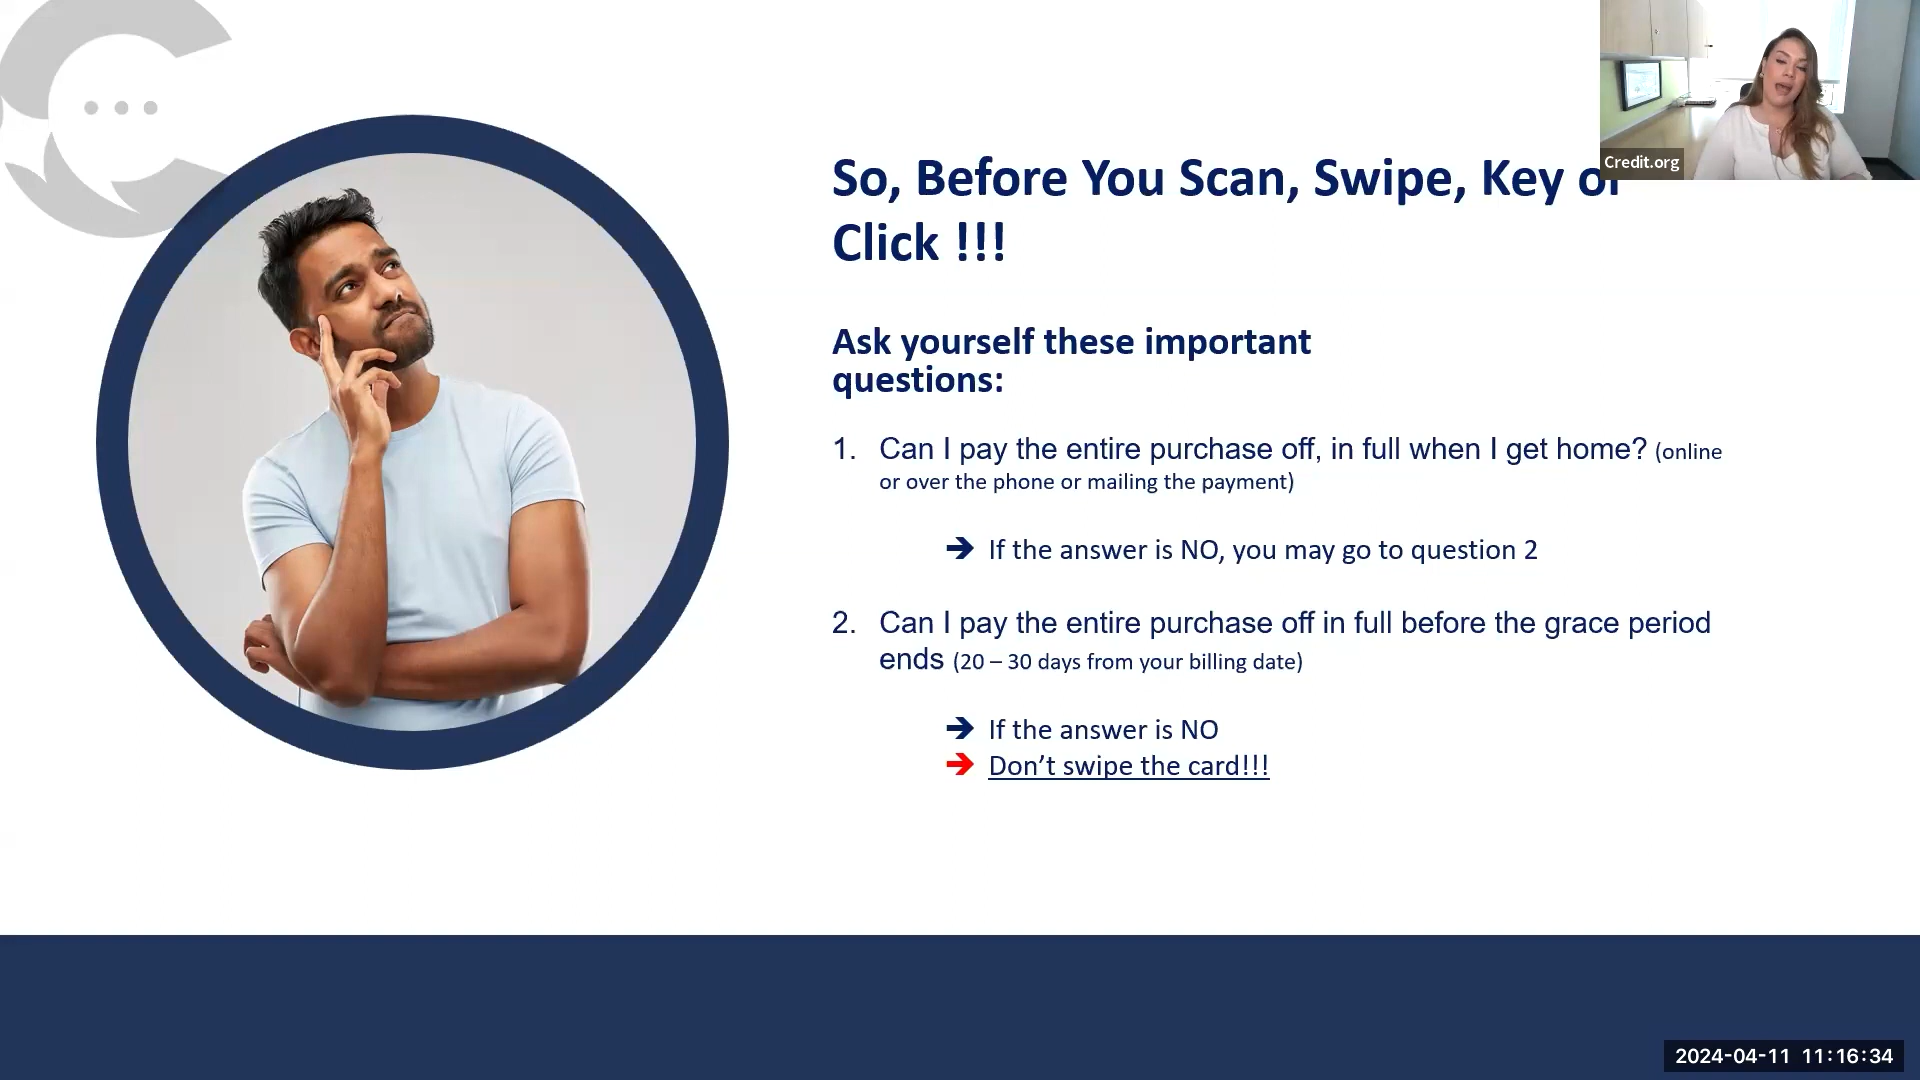 Credit.org
So, Before You Scan, Swipe, Key or
Click !!!
Ask yourself these important
questions:
1. Can I pay the entire purchase off, in full when I get home? (online
or over the phone or mailing the payment)
➔ If the answer is NO, you may go to question 2
2. Can I pay the entire purchase off in full before the grace period
ends (20 – 30 days from your billing date)
➔ If the answer is NO
➔ Don’t swipe the card!!!
2024-04-11 11:16:34